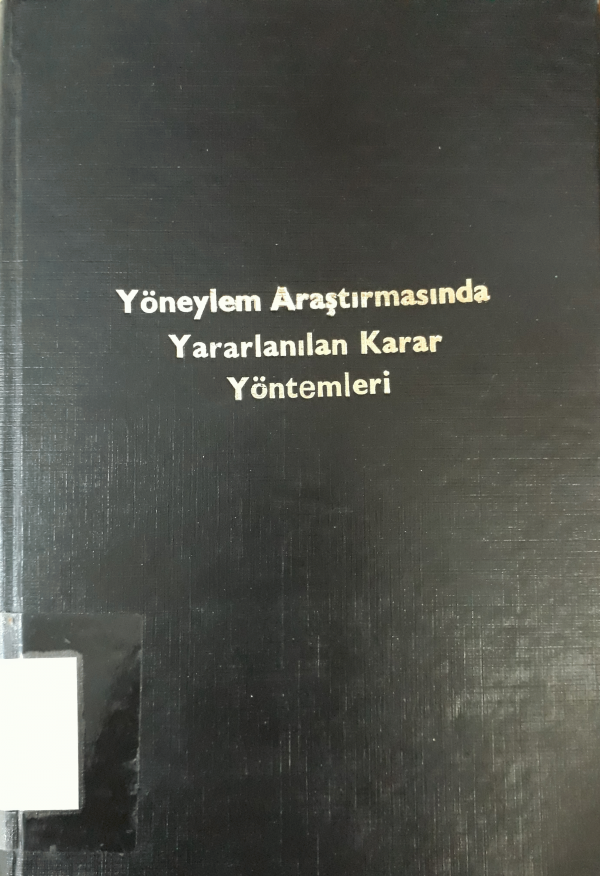 Yöneylem Araştırmasında
Yararlanılan Karar
Yöntemleri